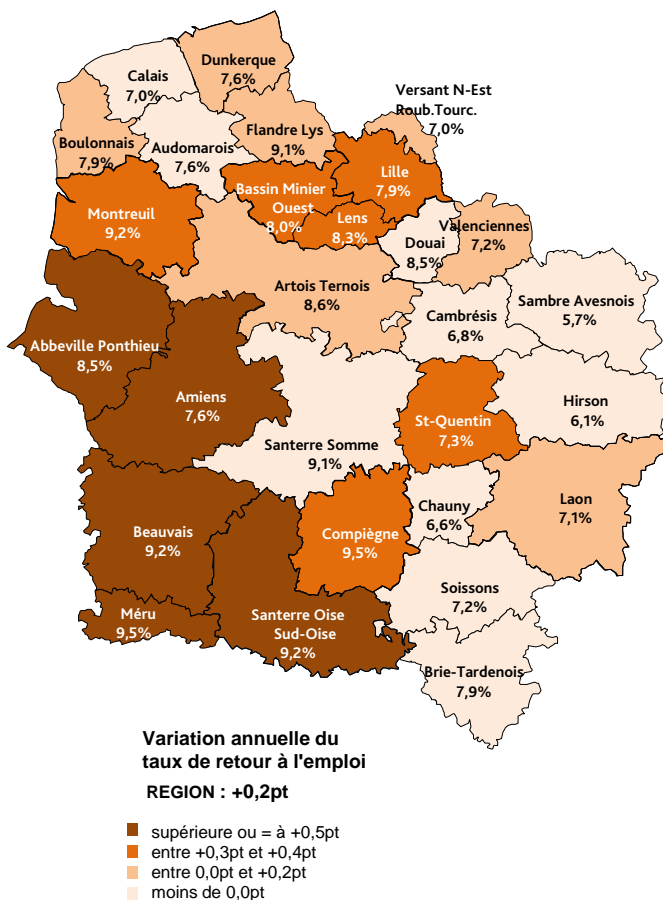 Dunkerque
7,6%
Calais
7,0%
Versant N-Est
Roub.Tourc.
7,0%
Boulonnais
7,9%
Audomarois
7,6%
Flandre Lys
9,1%
Lille
7,9%
Bassin Minier
Ouest
8,0%
Lens
8,3%
Montreuil
9,2%
Douai
8,5%
Valenciennes
7,2%
Artois Ternois
8,6%
Cambrésis
6,8%
Sambre Avesnois
5,7%
Abbeville Ponthieu
8,5%
Amiens
7,6%
Hirson
6,1%
St-Quentin
7,3%
Santerre Somme
9,1%
Chauny
6,6%
Laon
7,1%
Beauvais
9,2%
Compiègne
9,5%
Soissons
7,2%
Méru
9,5%
Santerre Oise
Sud-Oise
9,2%
Brie-Tardenois
7,9%
Variation annuelle du
taux de retour à l'emploi
REGION : +0,2pt
supérieure ou = à +0,5pt
entre +0,3pt et +0,4pt
entre 0,0pt et +0,2pt
moins de 0,0pt